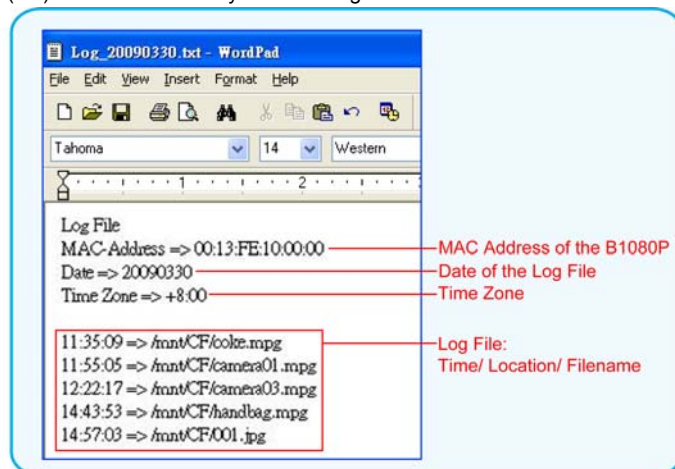 Log_20090330.txt - WordPad
File Edit View Insert Format Help
Tahoma 14 Western
1 2
Log File
MAC-Address => 00:13:FE:10:00:00
MAC Address of the B1080P
Date => 20090330
Date of the Log File
Time Zone => +8:00
Time Zone
11:35:09 => /mnt/CF/coke.mpg
11:55:05 => /mnt/CF/camera01.mpg
12:22:17 => /mnt/CF/camera03.mpg
14:43:53 => /mnt/CF/handbag.mpg
14:57:03 => /mnt/CF/001.jpg
Log File:
Time/ Location/ Filename